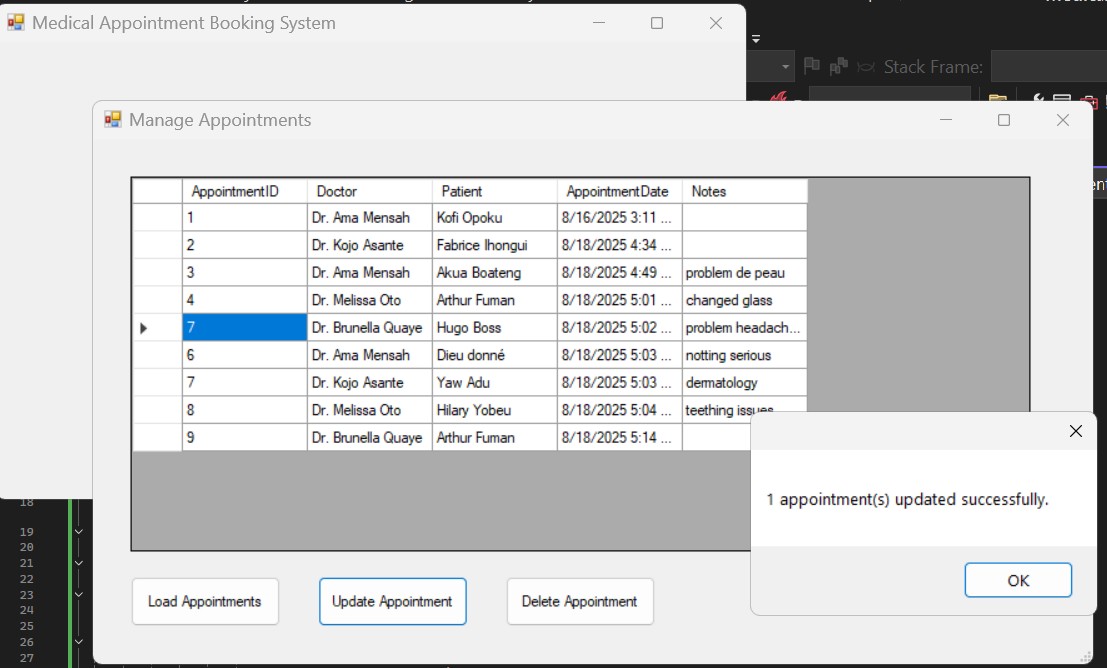 Medical Appointment Booking System
Stack Frame:
Manage Appointments
AppointmentID Doctor Patient AppointmentDate Notes
1 Dr. Ama Mensah Kofi Opoku 8/16/2025 3:11 ...
2 Dr. Kojo Asante Fabrice Ihongui 8/18/2025 4:34 ...
3 Dr. Ama Mensah Akua Boateng 8/18/2025 4:49 ... problem de peau
4 Dr. Melissa Oto Arthur Fuman 8/18/2025 5:01 ... changed glass
7 Dr. Brunella Quaye Hugo Boss 8/18/2025 5:02 ... problem headach...
6 Dr. Ama Mensah Dieu donné 8/18/2025 5:03 ... notting serious
7 Dr. Kojo Asante Yaw Adu 8/18/2025 5:03 ... dermatology
8 Dr. Melissa Oto Hilary Yobeu 8/18/2025 5:04 ... teething issues
9 Dr. Brunella Quaye Arthur Fuman 8/18/2025 5:14 ...
1 appointment(s) updated successfully.
OK
Load Appointments Update Appointment Delete Appointment
18
19
20
21
22
23
24
25
26
27